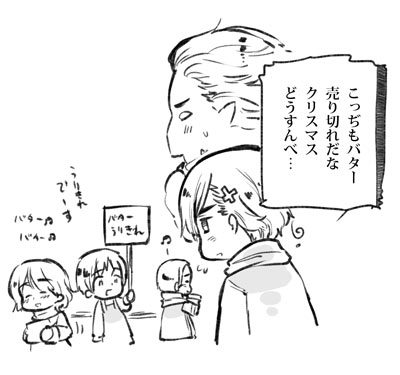 こっぢもバター
売り切れだな
クリスマス
どうすんべ…
バター
うりきれ
うりきれ
でーす
バター♫
バター♫
♫